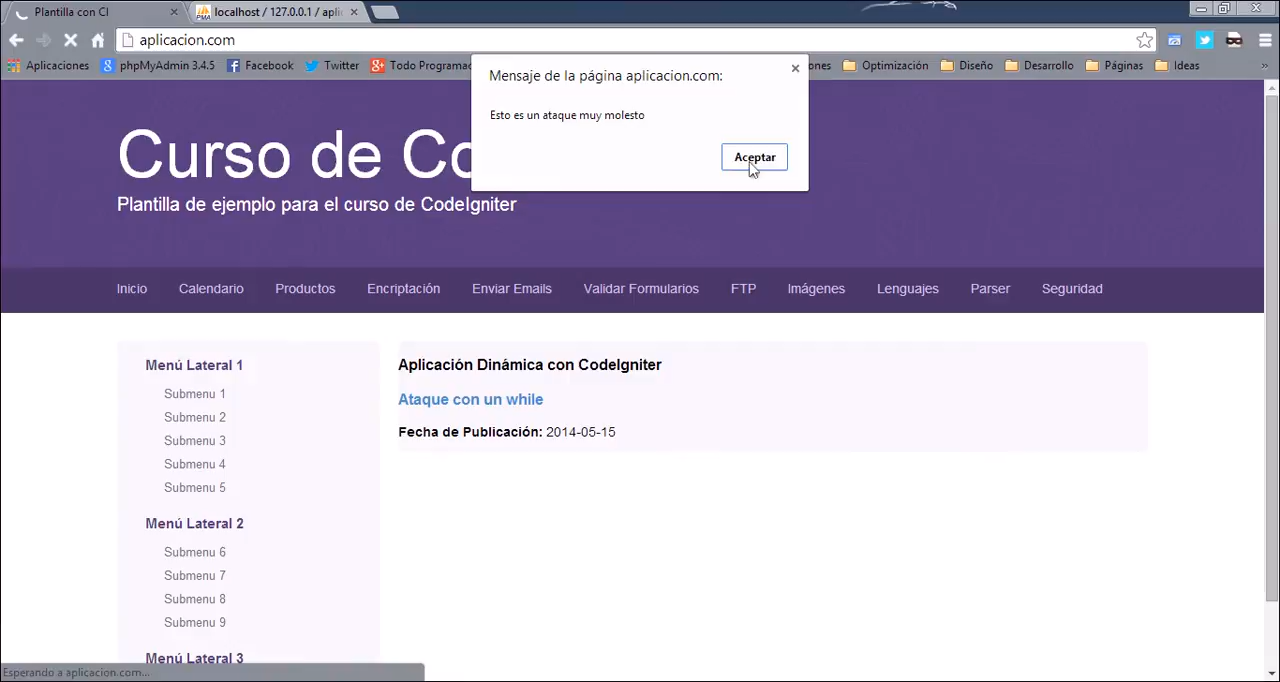 Plantilla con CI
localhost / 127.0.0.1 / apli
aplicacion.com
Aplicaciones phpMyAdmin 3.4.5 Facebook Twitter Todo Programac ones Optimización Diseño Desarrollo Páginas Ideas »
Mensaje de la página aplicacion.com:
Esto es un ataque muy molesto
Aceptar
Curso de Co
Plantilla de ejemplo para el curso de CodeIgniter
Inicio Calendario Productos Encriptación Enviar Emails Validar Formularios FTP Imágenes Lenguajes Parser Seguridad
Menú Lateral 1
Submenu 1
Submenu 2
Submenu 3
Submenu 4
Submenu 5
Menú Lateral 2
Submenu 6
Submenu 7
Submenu 8
Submenu 9
Menú Lateral 3
Aplicación Dinámica con CodeIgniter
Ataque con un while
Fecha de Publicación: 2014-05-15
Esperando a aplicacion.com...